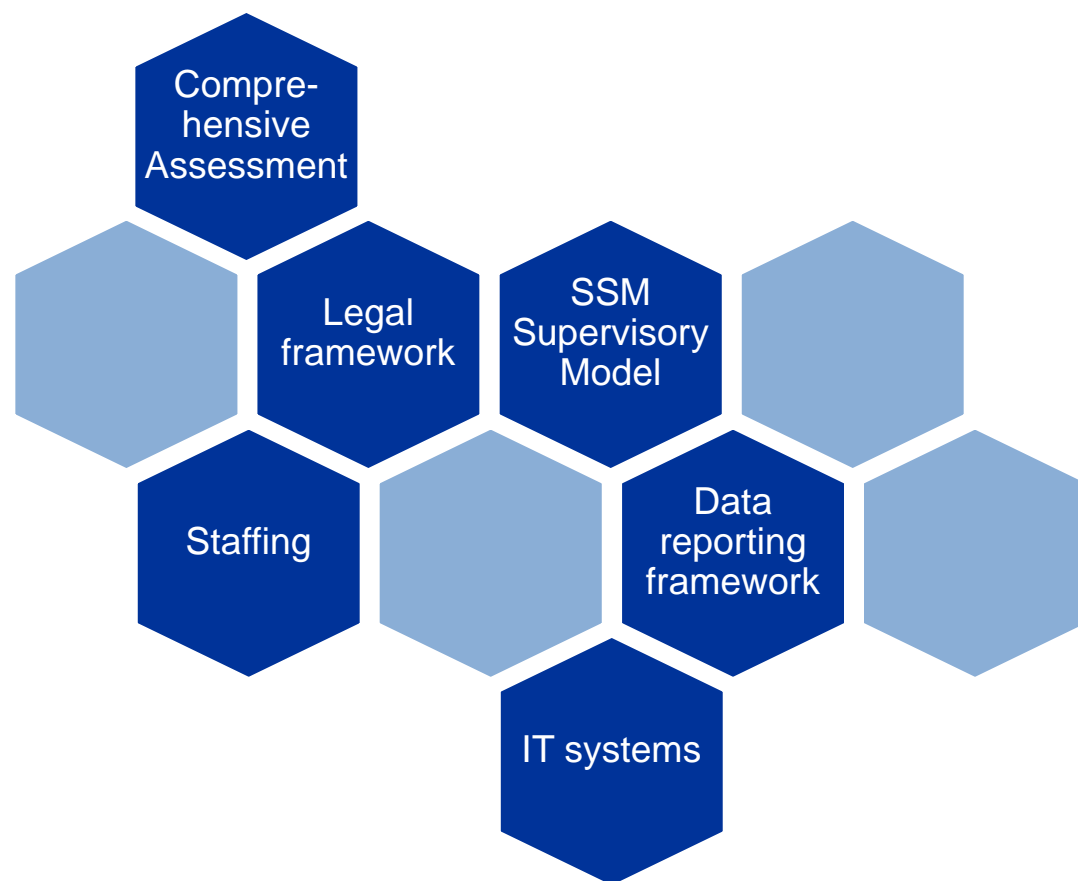 Compre-
hensive
Assessment
Legal
framework
SSM
Supervisory
Model
Staffing
Data
reporting
framework
IT systems